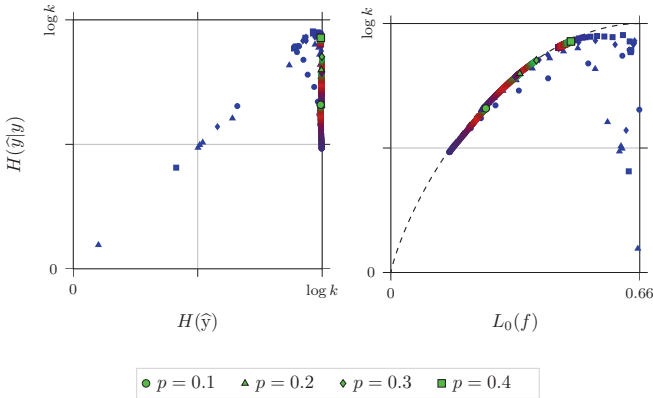 log k
H(ŷ|y)
0
0
log k
H(ŷ)
log k
0
0
0.66
L₀(f)
p = 0.1
p = 0.2
p = 0.3
p = 0.4